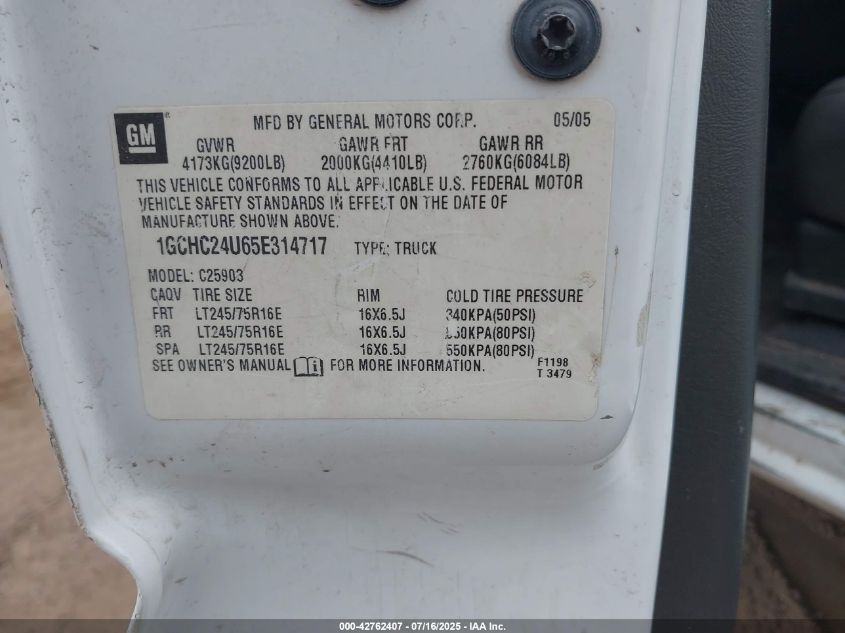 GM
MFD BY GENERAL MOTORS CORP. 05/05
GVWR GAWR FRT GAWR RR
4173KG(9200LB) 2000KG(4410LB) 2760KG(6084LB)
THIS VEHICLE CONFORMS TO ALL APPLICABLE U.S. FEDERAL MOTOR
VEHICLE SAFETY STANDARDS IN EFFECT ON THE DATE OF
MANUFACTURE SHOWN ABOVE.
1GCHC24U65E314717 TYPE: TRUCK
MODEL: C25903
CAQV TIRE SIZE RIM COLD TIRE PRESSURE
FRT LT245/75R16E 16X6.5J 340KPA(50PSI)
RR LT245/75R16E 16X6.5J 550KPA(80PSI)
SPA LT245/75R16E 16X6.5J 550KPA(80PSI)
SEE OWNER'S MANUAL FOR MORE INFORMATION.
F1198
T 3479
000-42762407 - 07/16/2025 - IAA Inc.